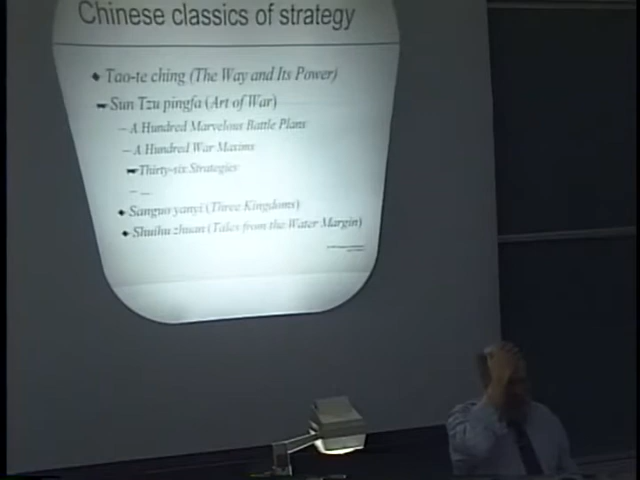 Chinese classics of strategy
Tao-te ching (The Way and Its Power)
Sun Tzu pingfa (Art of War)
– A Hundred Marvelous Battle Plans
– A Hundred War Maxims
Thirty-six Strategies
– ...
Sanguo yanyi (Three Kingdoms)
Shuihu zhuan (Tales from the Water Margin)